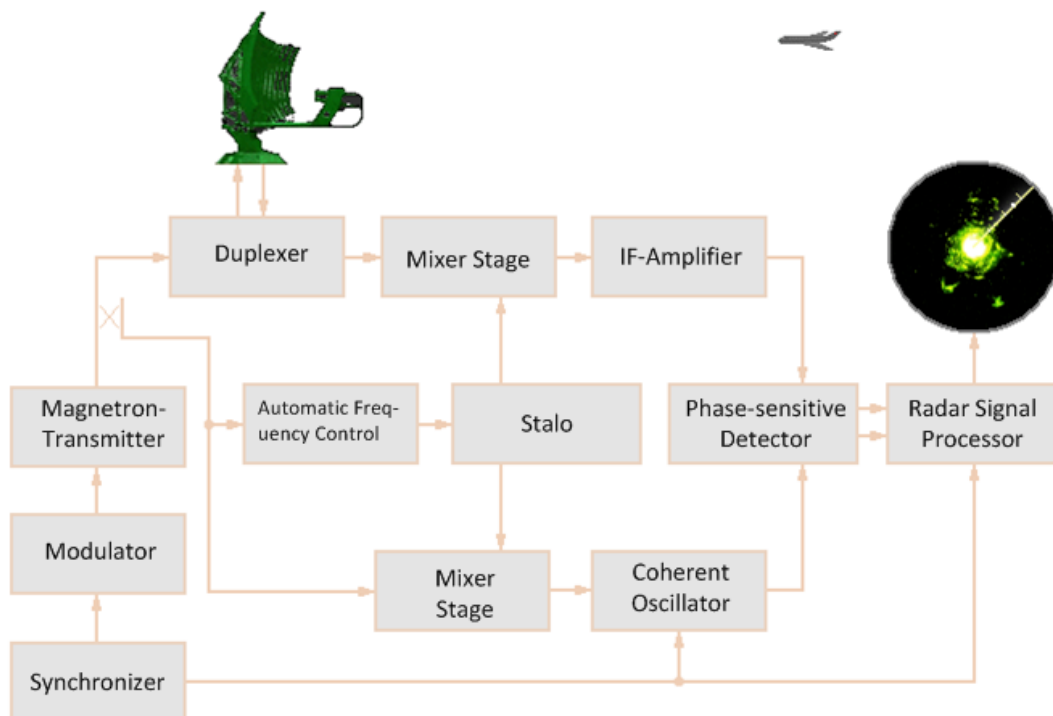 Duplexer
Mixer Stage
IF-Amplifier
Magnetron-
Transmitter
Automatic Freq-
uency Control
Stalo
Phase-sensitive
Detector
Radar Signal
Processor
Modulator
Mixer
Stage
Coherent
Oscillator
Synchronizer